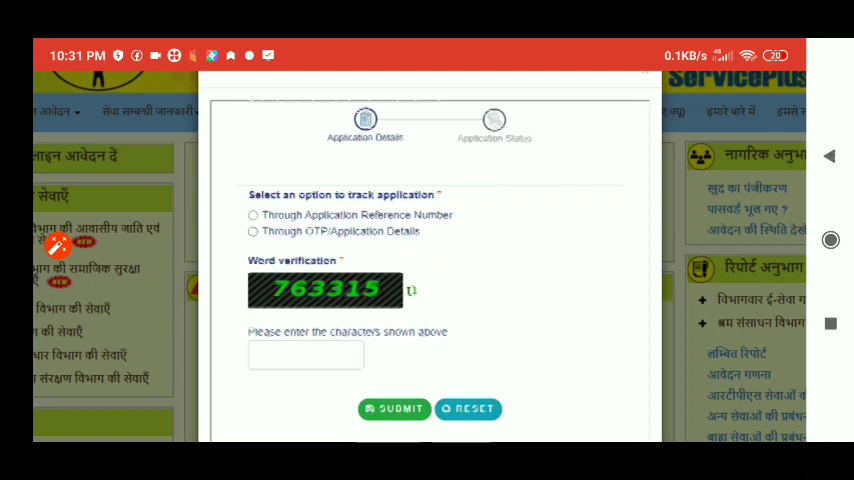 10:31 PM
0.1KB/s 4G 20
ServicePlus
आवेदन
सेवा सम्बन्धी जानकारी
हमारे बारे में
Application Details
Application Status
लाइन आवेदन दें
नागरिक अनुभा
सेवाएँ
Select an option to track application *
Through Application Reference Number
Through OTP/Application Details
खुद का पंजीकरण
पासवर्ड भूल गए ?
आवेदन की स्थिति देखे
भाग की आवासीय जाति एवं
NEW
भाग की समाजिक सुरक्षा
NEW
Word verification *
763315
रिपोर्ट अनुभाग
विभाग की सेवाएँ
की सेवाएँ
धार विभाग की सेवाएँ
संरक्षण विभाग की सेवाएँ
Please enter the characters shown above
विभागवार ई-सेवा
श्रम संसाधन विभाग
लम्बित रिपोर्ट
आवेदन गणना
आरटीपीएस सेवाओं
अन्य सेवाओं की प्रबंध
बाह्य सेवाओं की प्रबंध
SUBMIT RESET